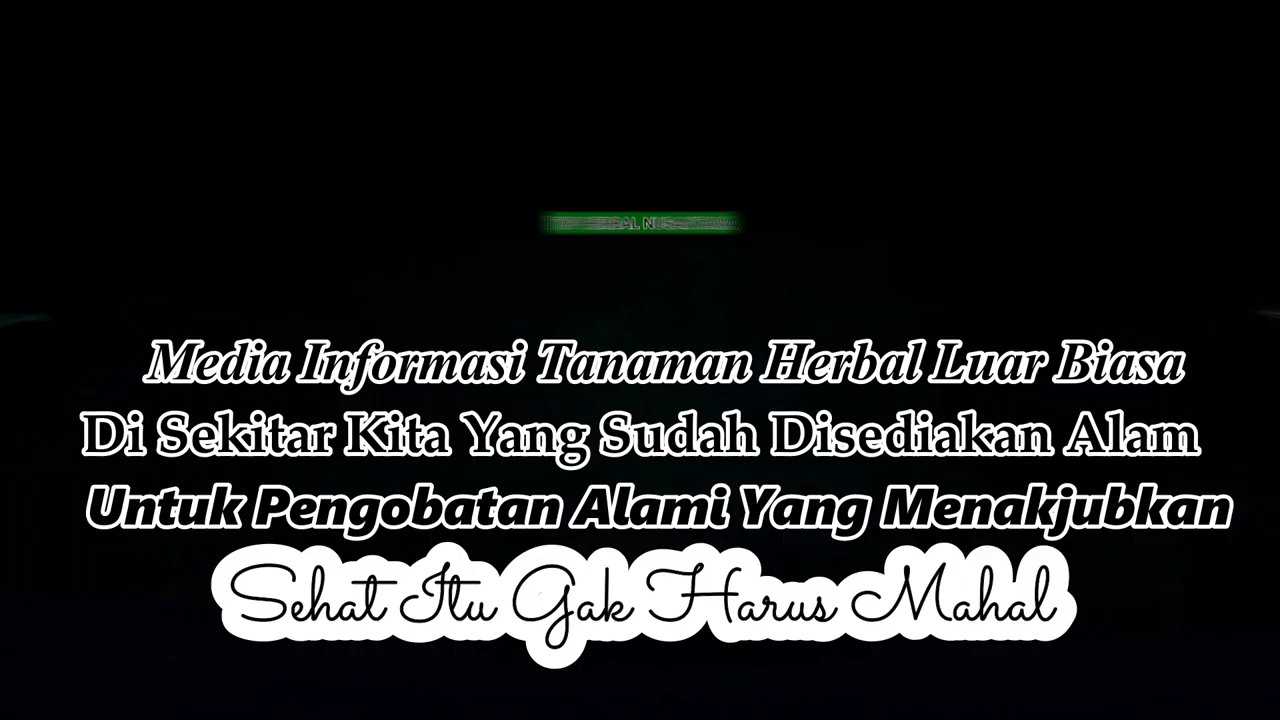 Media Informasi Tanaman Herbal Luar Biasa
Di Sekitar Kita Yang Sudah Disediakan Alam
Untuk Pengobatan Alami Yang Menakjubkan
Sehat Itu Gak Harus Mahal